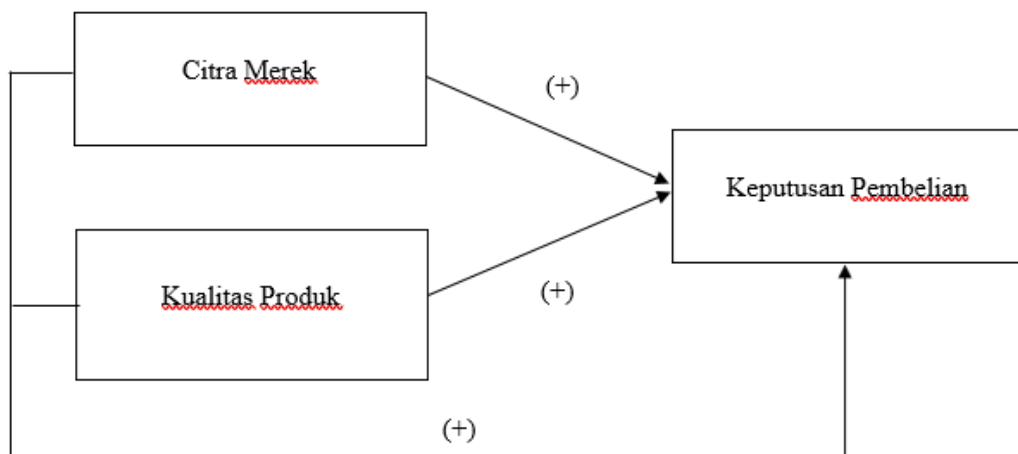 Citra Merek
(+)
Keputusan Pembelian
Kualitas Produk
(+)
(+)